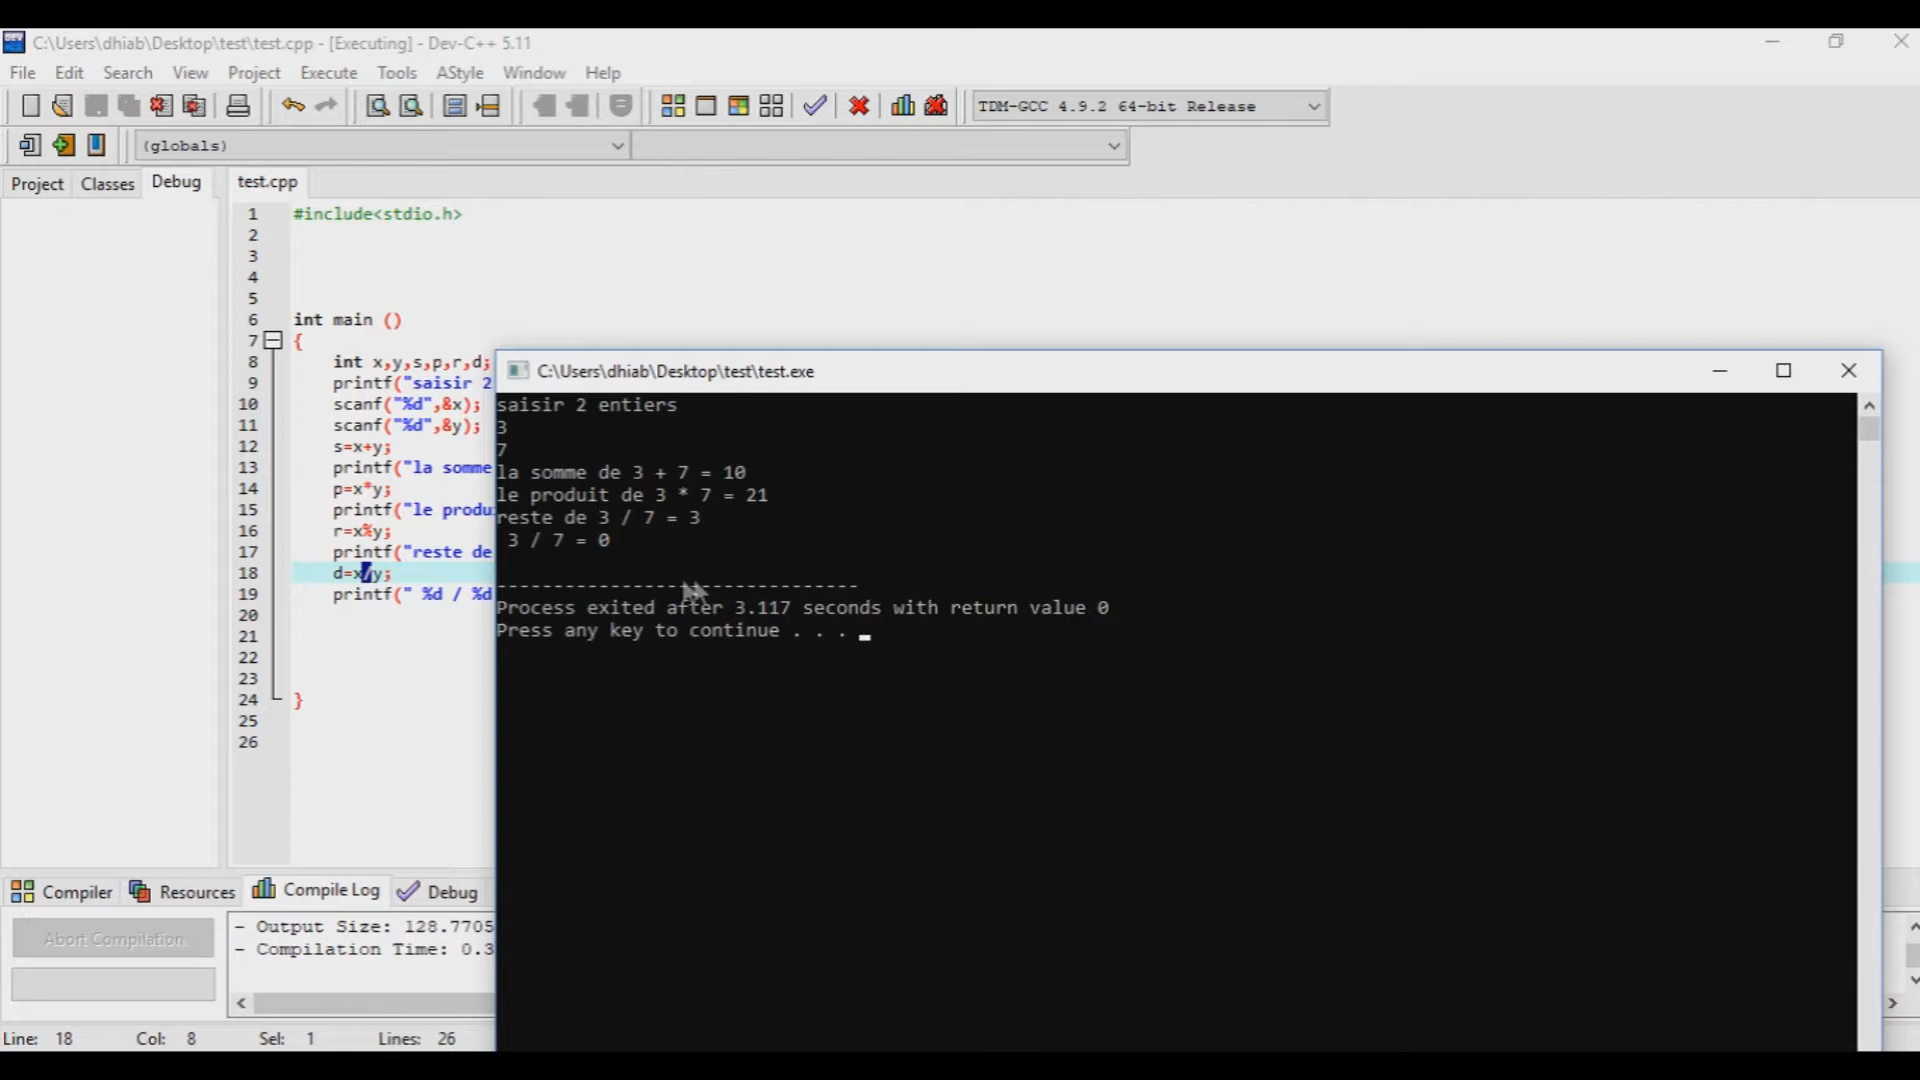 C:\Users\dhiab\Desktop\test\test.cpp - [Executing] - Dev-C++ 5.11
File Edit Search View Project Execute Tools AStyle Window Help
TDM-GCC 4.9.2 64-bit Release
(globals)
Project Classes Debug test.cpp
1 #include<stdio.h>
2
3
4
5
6 int main ()
7 {
8 int x,y,s,p,r,d;
9 printf("saisir 2
10 scanf("%d",&x);
11 scanf("%d",&y);
12 s=x+y;
13 printf("la somme
14 p=x*y;
15 printf("le produ
16 r=x%y;
17 printf("reste de
18 d=x/y;
19 printf(" %d / %d
20
21
22
23
24 }
25
26
C:\Users\dhiab\Desktop\test\test.exe
saisir 2 entiers
3
7
la somme de 3 + 7 = 10
le produit de 3 * 7 = 21
reste de 3 / 7 = 3
3 / 7 = 0
--------------------------------
Process exited after 3.117 seconds with return value 0
Press any key to continue . . .
Compiler Resources Compile Log Debug
Abort Compilation
- Output Size: 128.7705
- Compilation Time: 0.3
Line: 18 Col: 8 Sel: 1 Lines: 26